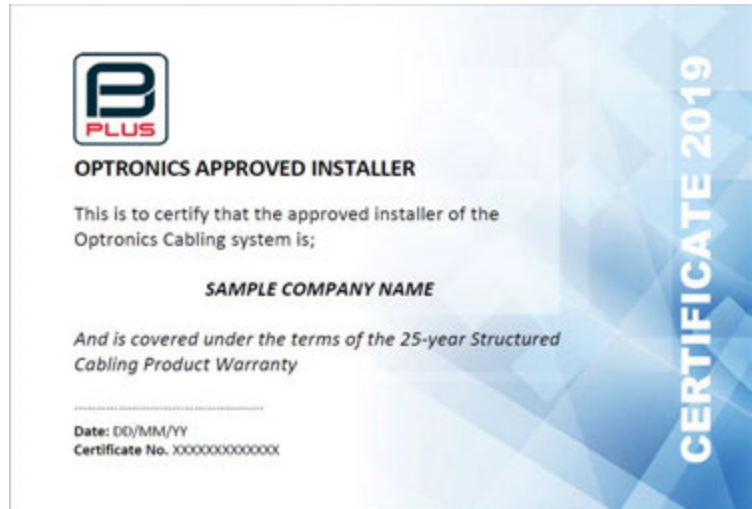 B
PLUS
OPTRONICS APPROVED INSTALLER
This is to certify that the approved installer of the
Optronics Cabling system is;
SAMPLE COMPANY NAME
And is covered under the terms of the 25-year Structured
Cabling Product Warranty
Date: DD/MM/YY
Certificate No. XXXXXXXXXXXXX
CERTIFICATE 2019